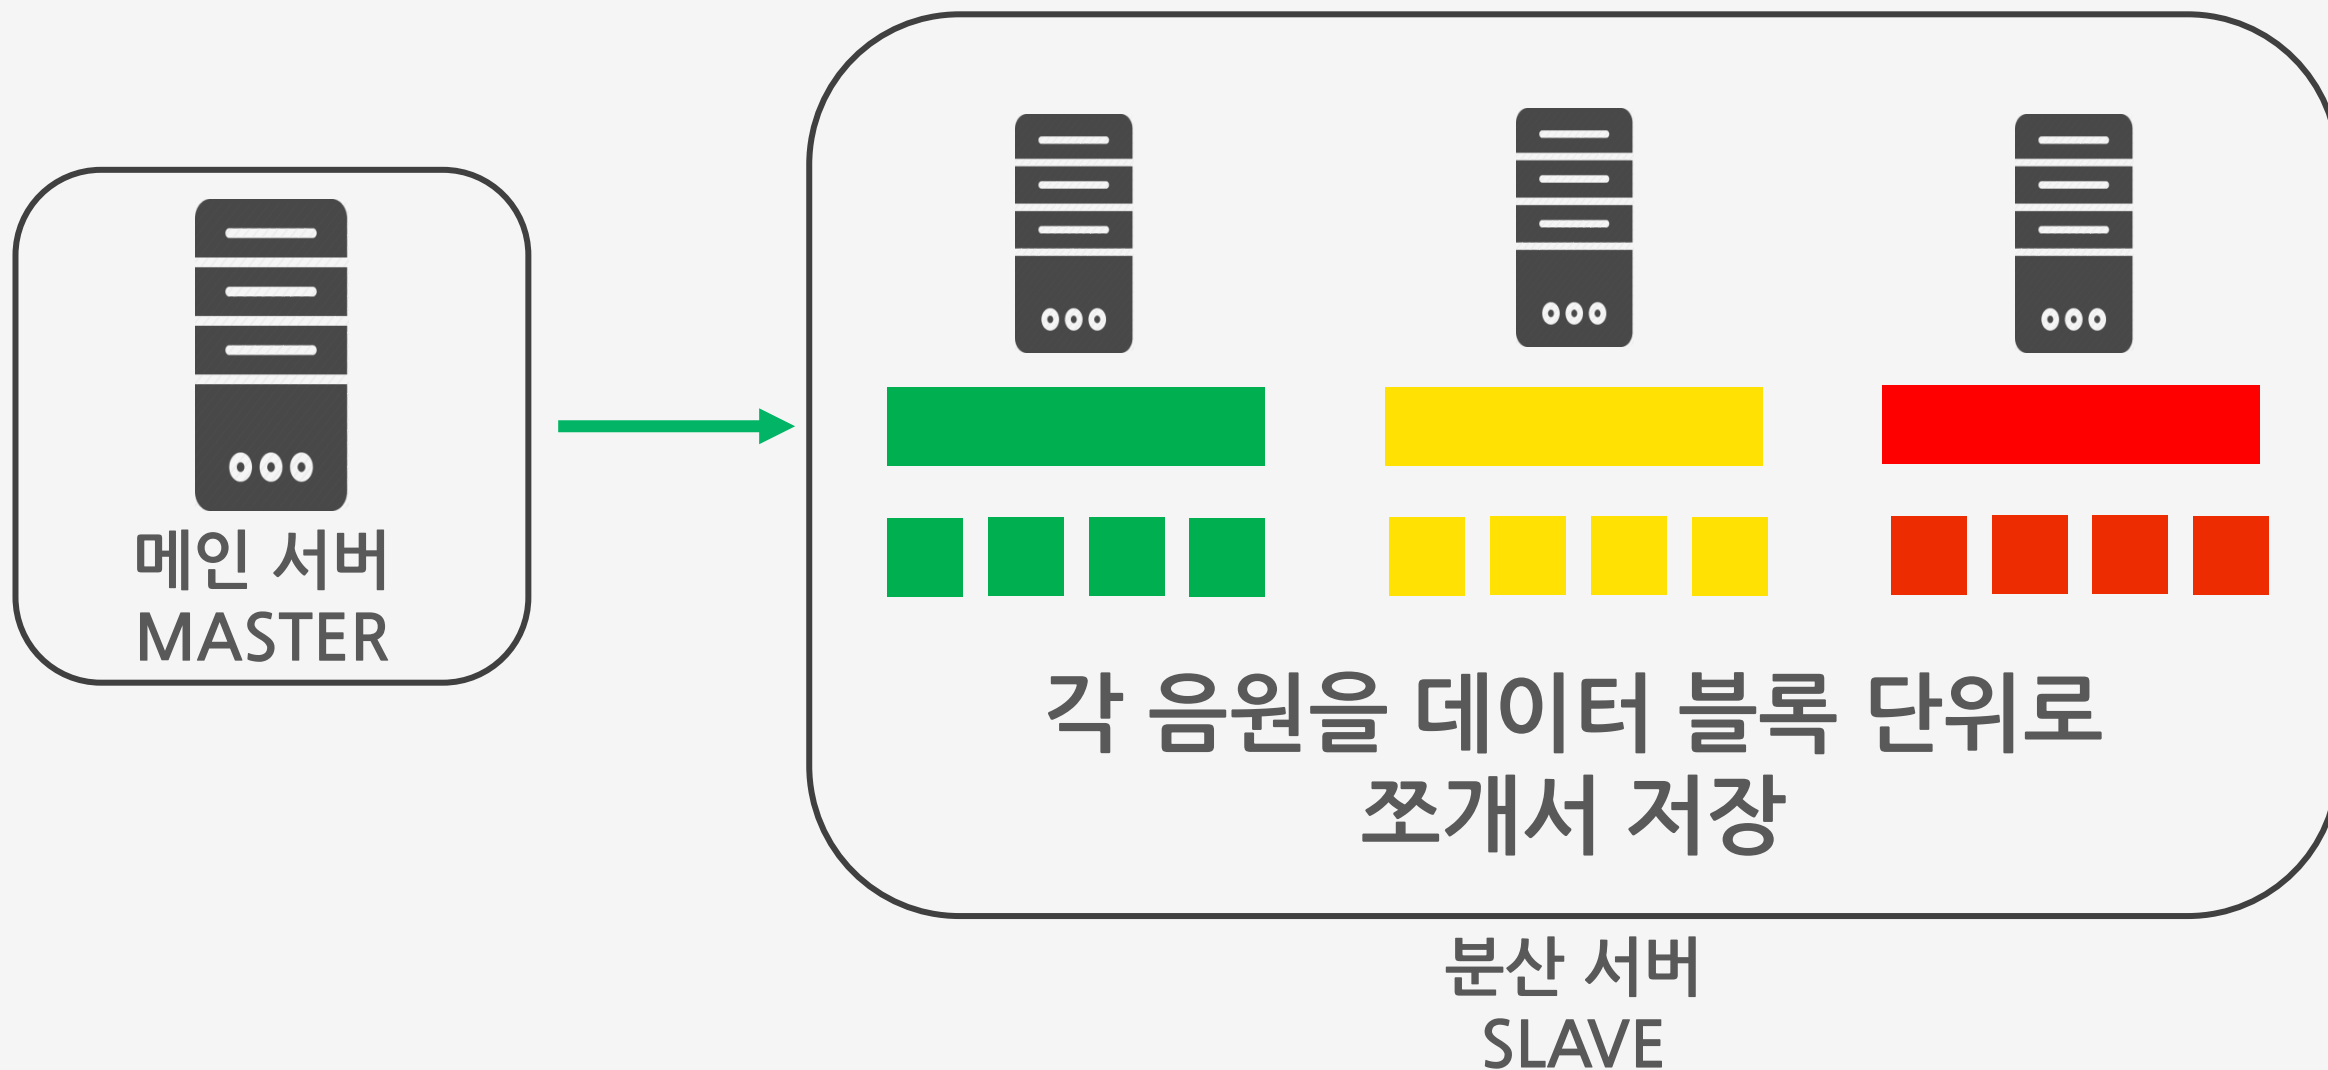 메인 서버
MASTER
각 음원을 데이터 블록 단위로
쪼개서 저장
분산 서버
SLAVE